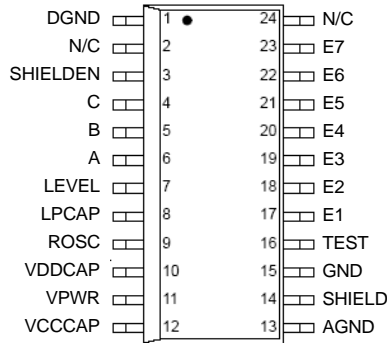 DGND 1 24 N/C
N/C 2 23 E7
SHIELDEN 3 22 E6
C 4 21 E5
B 5 20 E4
A 6 19 E3
LEVEL 7 18 E2
LPCAP 8 17 E1
ROSC 9 16 TEST
VDDCAP 10 15 GND
VPWR 11 14 SHIELD
VCCCAP 12 13 AGND